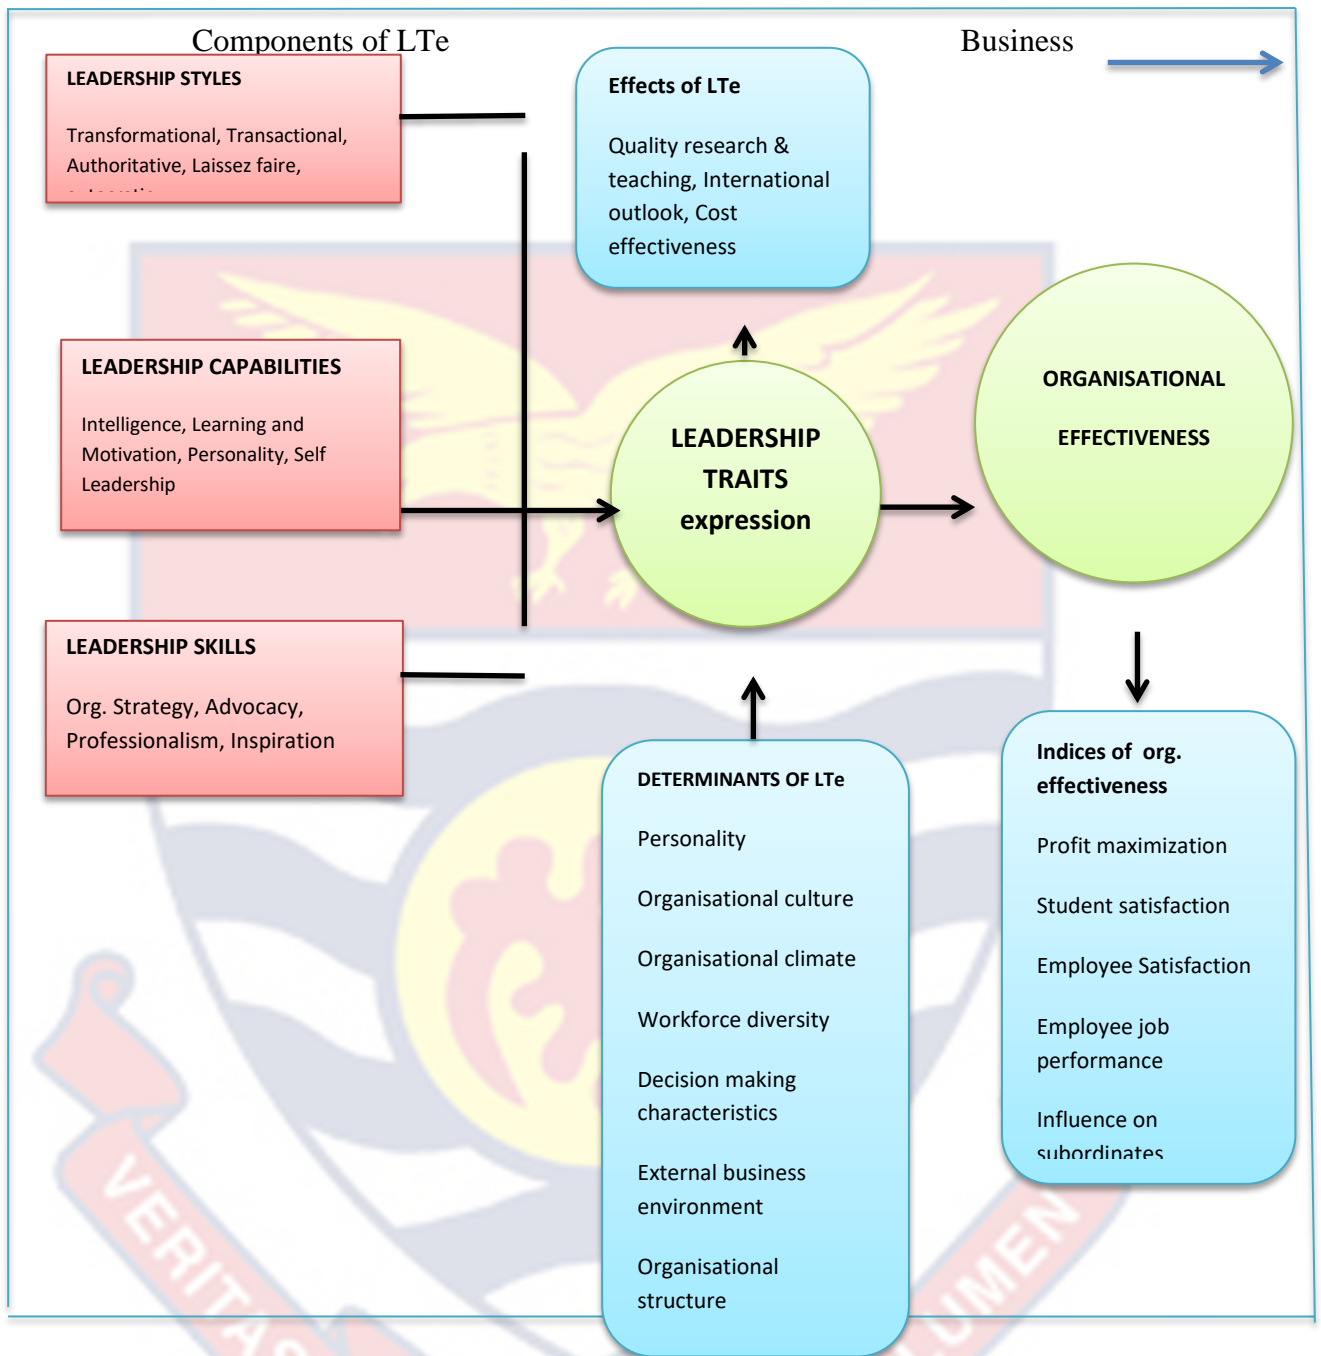 Components of LTe
Business
LEADERSHIP STYLES
Transformational, Transactional,
Authoritative, Laissez faire,
Effects of LTe
Quality research &
teaching, International
outlook, Cost
effectiveness
LEADERSHIP CAPABILITIES
Intelligence, Learning and
Motivation, Personality, Self
Leadership
LEADERSHIP
TRAITS
expression
ORGANISATIONAL
EFFECTIVENESS
LEADERSHIP SKILLS
Org. Strategy, Advocacy,
Professionalism, Inspiration
DETERMINANTS OF LTe
Personality
Organisational culture
Organisational climate
Workforce diversity
Decision making
characteristics
External business
environment
Organisational
structure
Indices of org.
effectiveness
Profit maximization
Student satisfaction
Employee Satisfaction
Employee job
performance
Influence on
subordinates
VERITAS
LUMEN